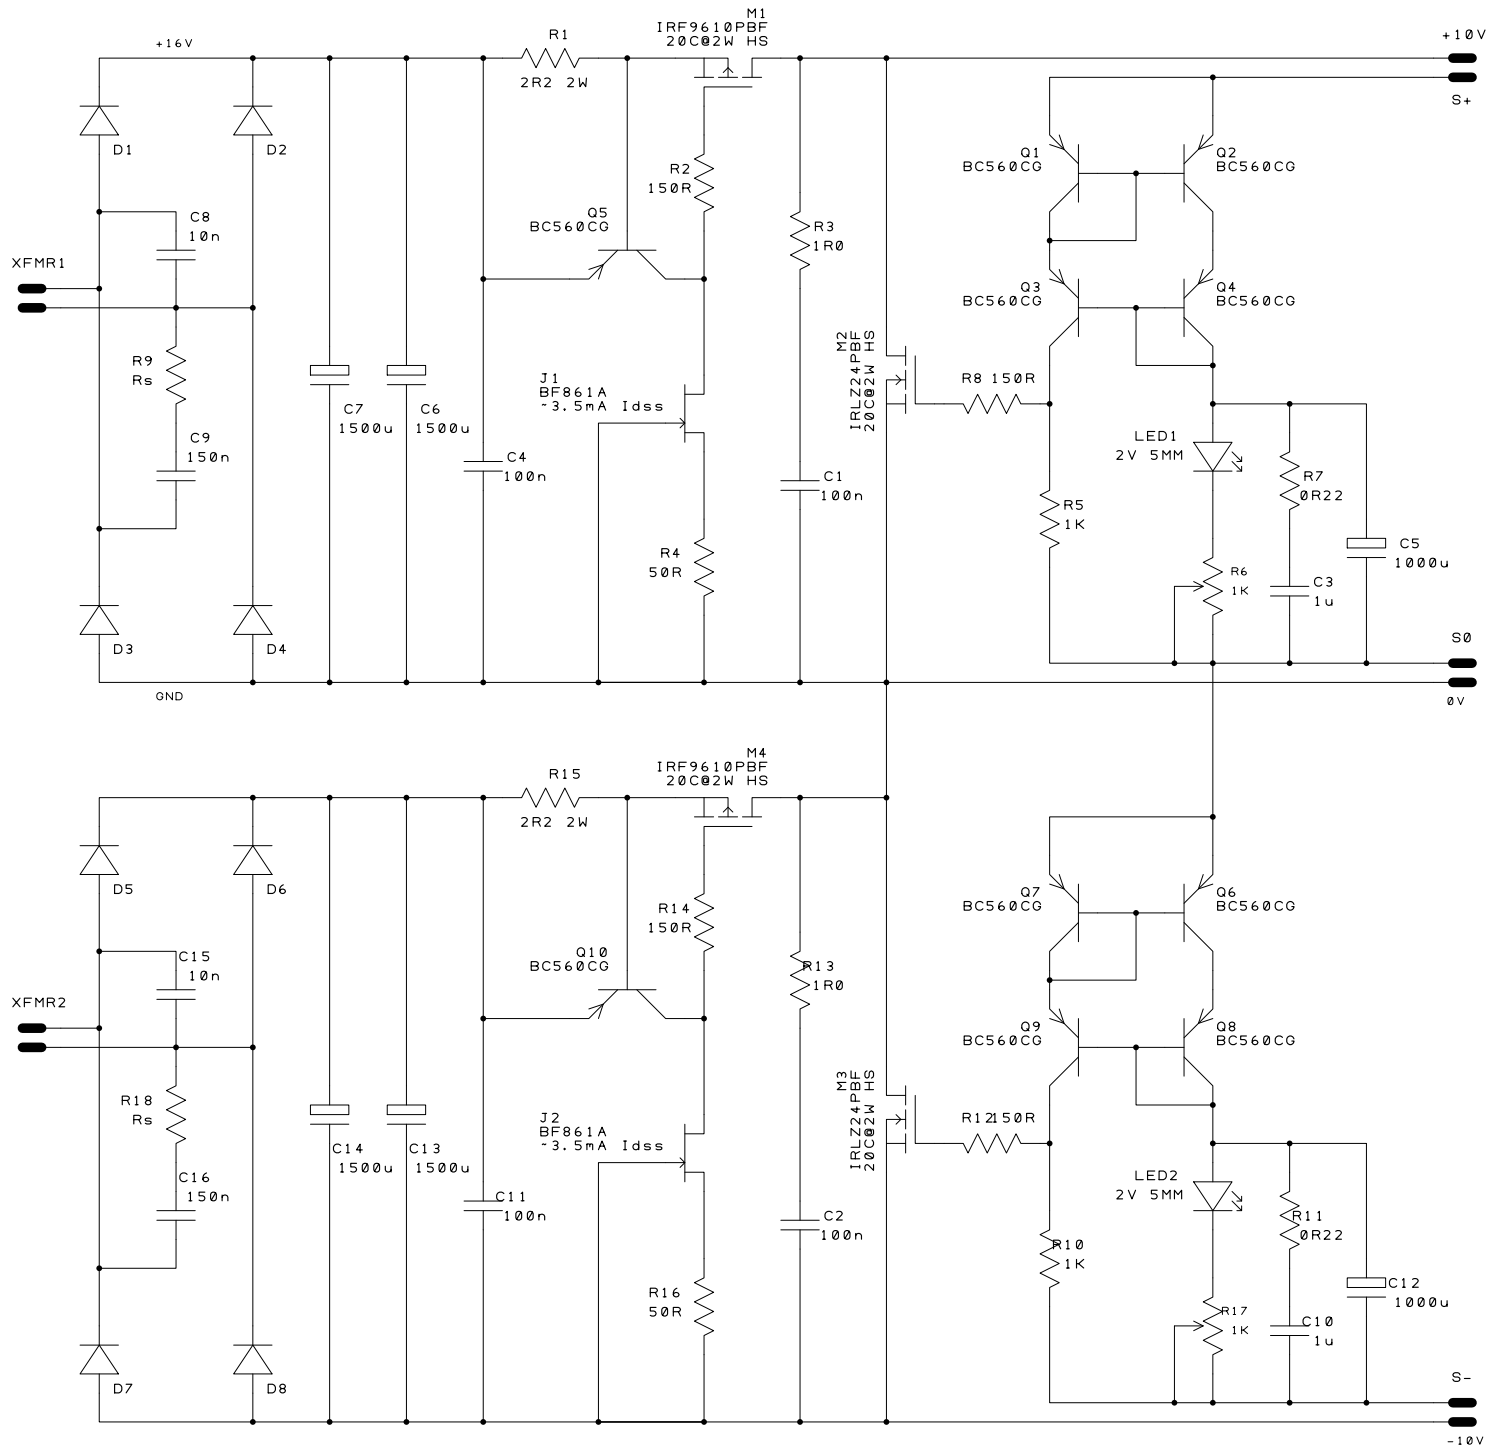 M1
IRF9610PBF
20C@2W HS
+16V
R1
2R2 2W
+10V
S+
D1
D2
C8
10n
XFMR1
R9
Rs
C9
150n
D3
D4
GND
C7
1500u
C6
1500u
C4
100n
Q5
BC560CG
R2
150R
J1
BF861A
~3.5mA Idss
R4
50R
R3
1R0
C1
100n
M2
IRLZ24PBF
20C@2W HS
R8 150R
Q1
BC560CG
Q2
BC560CG
Q3
BC560CG
Q4
BC560CG
LED1
2V 5MM
R5
1K
R6
1K
R7
0R22
C3
1u
C5
1000u
S0
0V
M4
IRF9610PBF
20C@2W HS
R15
2R2 2W
D5
D6
C15
10n
XFMR2
R18
Rs
C16
150n
D7
D8
C14
1500u
C13
1500u
C11
100n
Q10
BC560CG
R14
150R
J2
BF861A
~3.5mA Idss
R16
50R
R13
1R0
C2
100n
M3
IRLZ24PBF
20C@2W HS
R12 150R
Q7
BC560CG
Q6
BC560CG
Q9
BC560CG
Q8
BC560CG
LED2
2V 5MM
R10
1K
R17
1K
R11
0R22
C10
1u
C12
1000u
S-
-10V